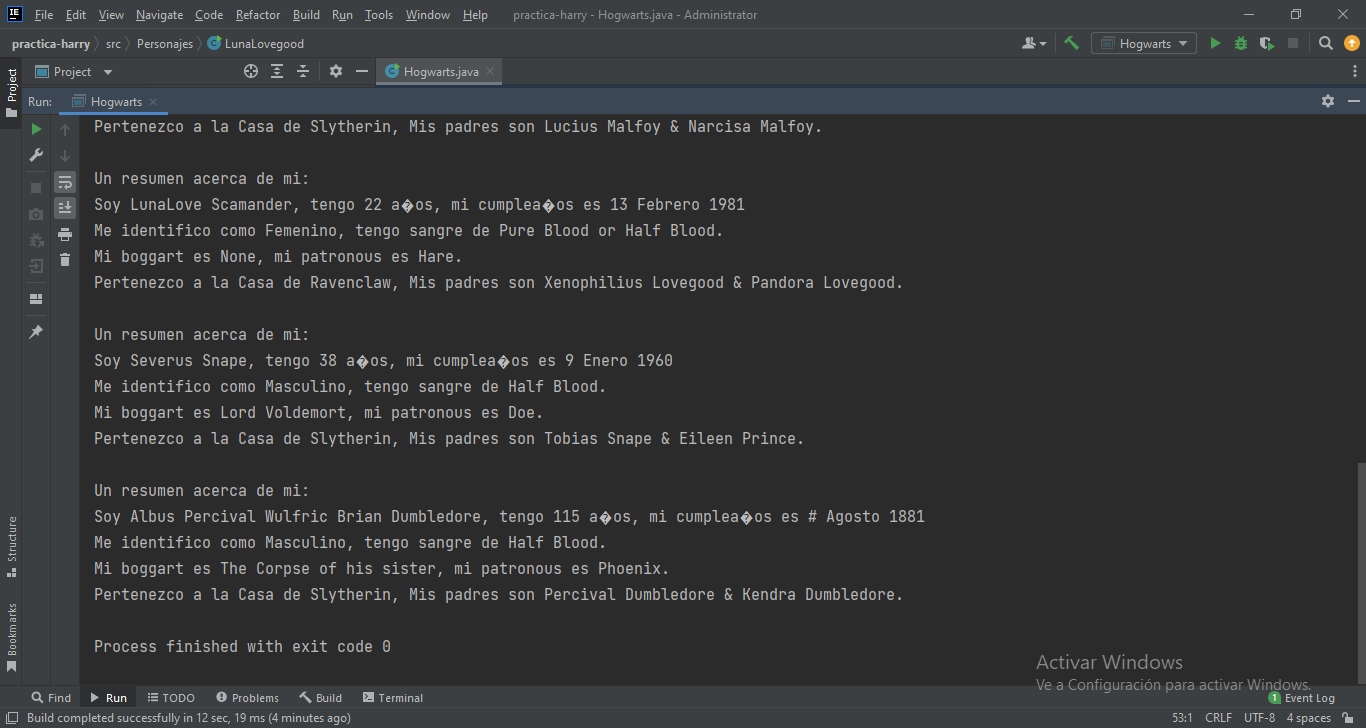 File Edit View Navigate Code Refactor Build Run Tools Window Help practica-harry - Hogwarts.java - Administrator
practica-harry src Personajes LunaLovegood Hogwarts
Project Project Hogwarts.java
Run: Hogwarts
Pertenezco a la Casa de Slytherin, Mis padres son Lucius Malfoy & Narcisa Malfoy.
Un resumen acerca de mi:
Soy LunaLove Scamander, tengo 22 a�os, mi cumplea�os es 13 Febrero 1981
Me identifico como Femenino, tengo sangre de Pure Blood or Half Blood.
Mi boggart es None, mi patronous es Hare.
Pertenezco a la Casa de Ravenclaw, Mis padres son Xenophilius Lovegood & Pandora Lovegood.
Un resumen acerca de mi:
Soy Severus Snape, tengo 38 a�os, mi cumplea�os es 9 Enero 1960
Me identifico como Masculino, tengo sangre de Half Blood.
Mi boggart es Lord Voldemort, mi patronous es Doe.
Pertenezco a la Casa de Slytherin, Mis padres son Tobias Snape & Eileen Prince.
Un resumen acerca de mi:
Soy Albus Percival Wulfric Brian Dumbledore, tengo 115 a�os, mi cumplea�os es # Agosto 1881
Me identifico como Masculino, tengo sangre de Half Blood.
Mi boggart es The Corpse of his sister, mi patronous es Phoenix.
Pertenezco a la Casa de Slytherin, Mis padres son Percival Dumbledore & Kendra Dumbledore.
Process finished with exit code 0
Structure
Bookmarks
Activar Windows
Ve a Configuración para activar Windows.
Find Run TODO Problems Build Terminal 1 Event Log
Build completed successfully in 12 sec, 19 ms (4 minutes ago) 53:1 CRLF UTF-8 4 spaces